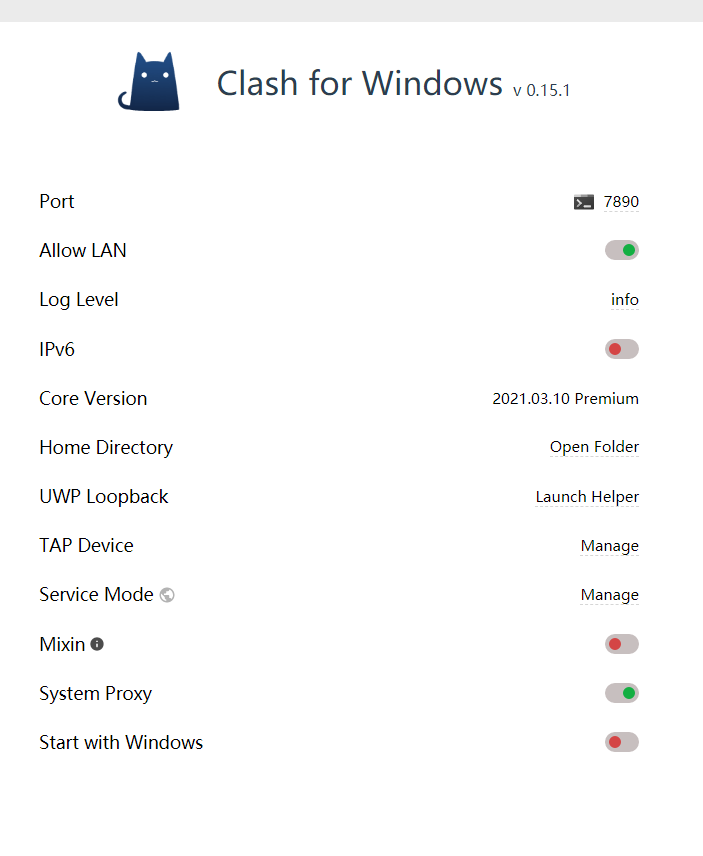 Clash for Windows v 0.15.1
Port 7890
Allow LAN
Log Level info
IPv6
Core Version 2021.03.10 Premium
Home Directory Open Folder
UWP Loopback Launch Helper
TAP Device Manage
Service Mode Manage
Mixin
System Proxy
Start with Windows